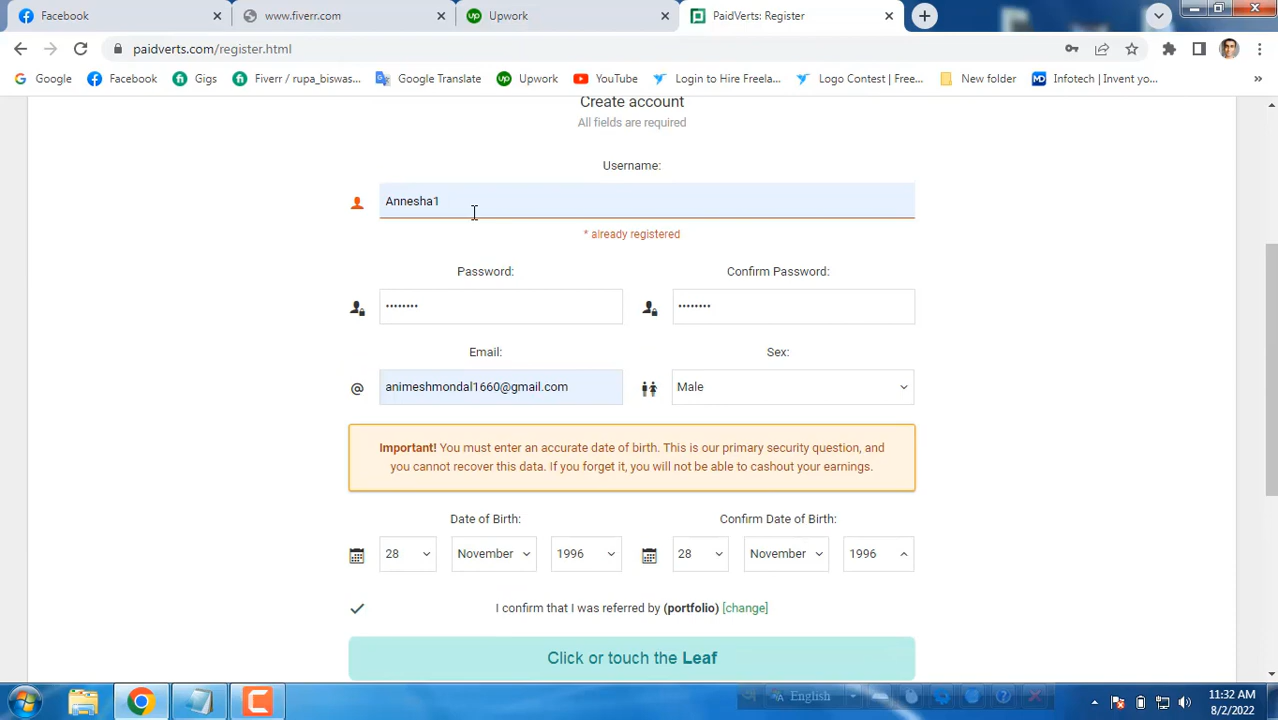 Facebook
www.fiverr.com
Upwork
PaidVerts: Register
paidverts.com/register.html
Google
Facebook
Gigs
Fiverr / rupa_biswas...
Google Translate
Upwork
YouTube
Login to Hire Freela...
Logo Contest | Free...
New folder
Infotech | Invent yo...
Create account
All fields are required
Username:
Annesha1
* already registered
Password:
Confirm Password:
••••••••
••••••••
Email:
Sex:
animeshmondal1660@gmail.com
Male
Important! You must enter an accurate date of birth. This is our primary security question, and
you cannot recover this data. If you forget it, you will not be able to cashout your earnings.
Date of Birth:
Confirm Date of Birth:
28
November
1996
28
November
1996
I confirm that I was referred by (portfolio) [change]
Click or touch the Leaf
English
11:32 AM
8/2/2022